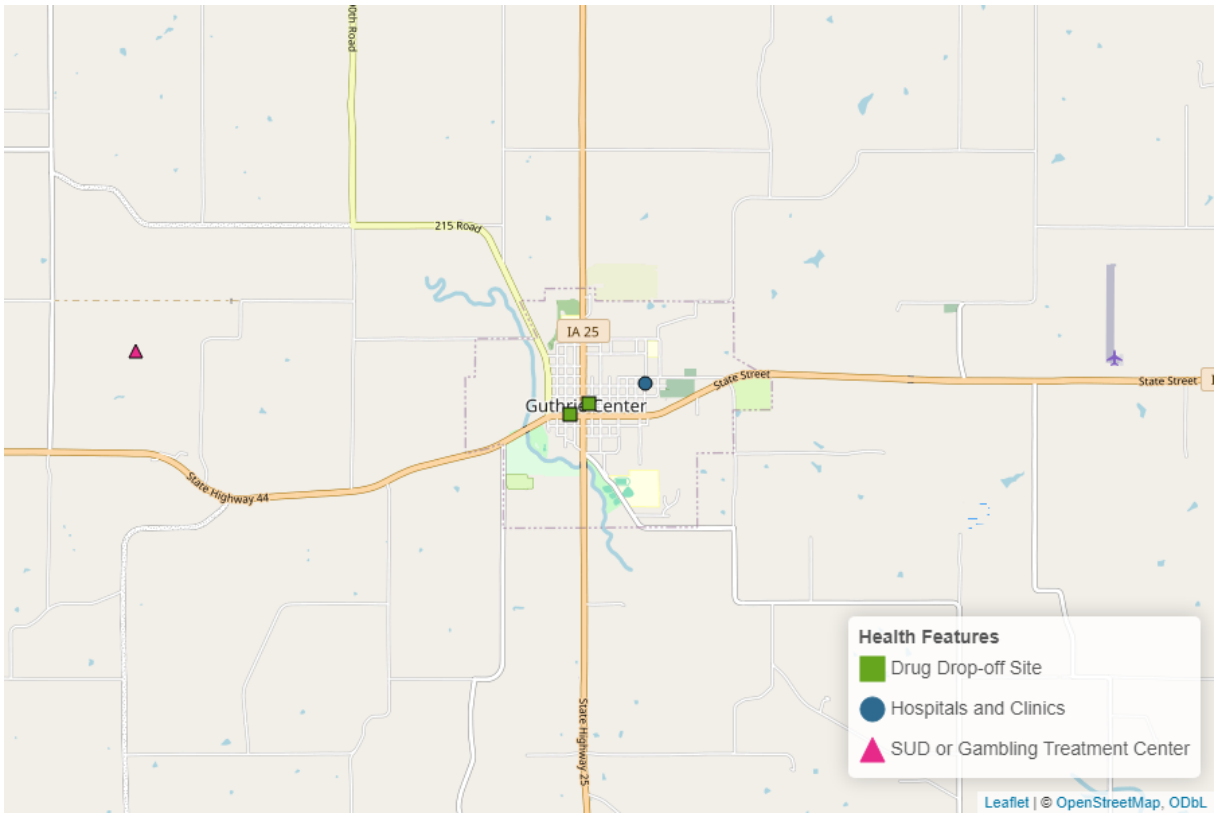 00th Road
215 Road
IA 25
State Street
State Street
Guthrie Center
State Highway 44
State Highway 25
Health Features
Drug Drop-off Site
Hospitals and Clinics
SUD or Gambling Treatment Center
Leaflet | © OpenStreetMap, ODbL